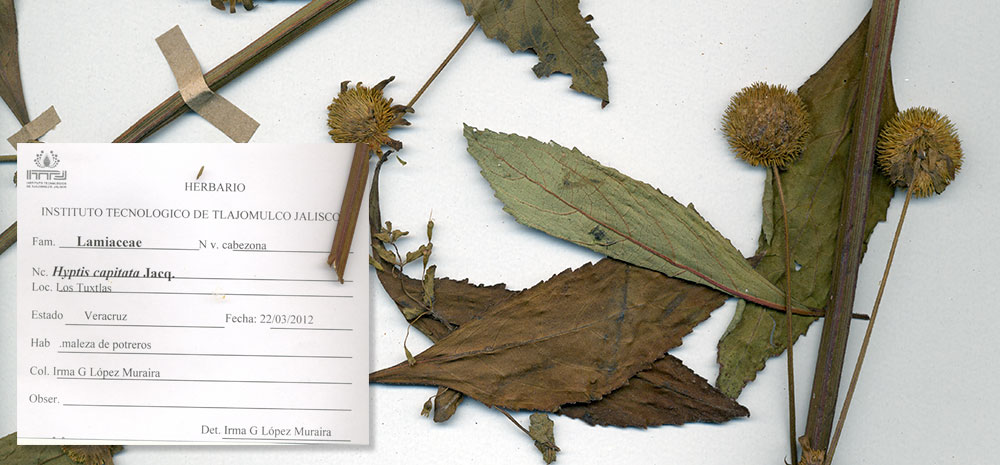 ITTJ
INSTITUTO TECNOLOGICO
DE TLAJOMULCO, JALISCO
HERBARIO
INSTITUTO TECNOLOGICO DE TLAJOMULCO JALISCO
Fam. Lamiaceae N v. cabezona
Nc. Hyptis capitata Jacq.
Loc. Los Tuxtlas
Estado Veracruz Fecha: 22/03/2012
Hab .maleza de potreros
Col. Irma G López Muraira
Obser.
Det. Irma G López Muraira